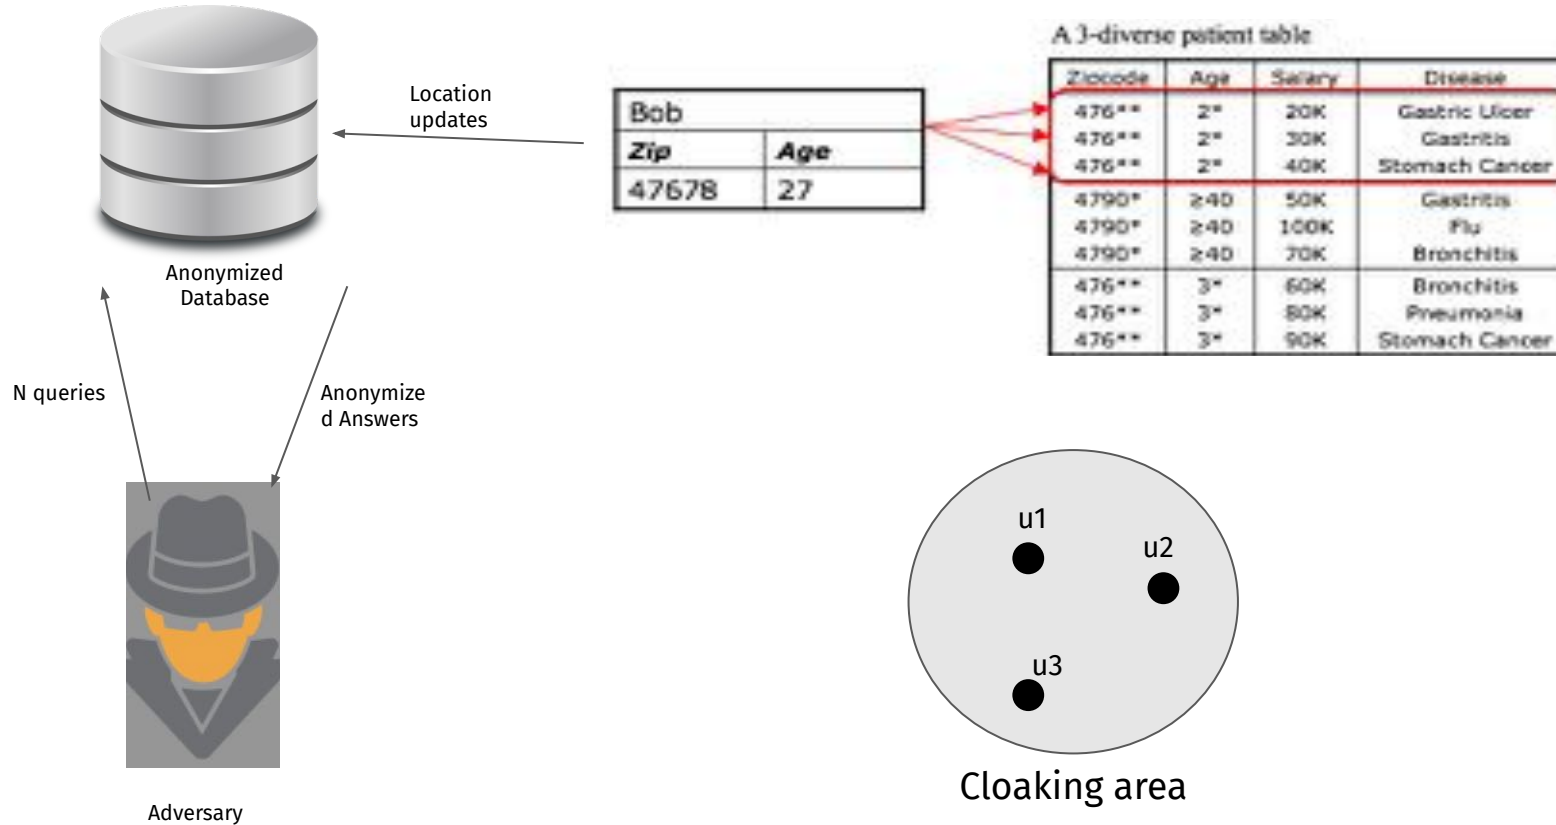 Location
updates
Anonymized
Database
N queries
Anonymize
d Answers
Adversary
Bob
Zip Age
47678 27
A 3-diverse patient table
Zipcode Age Salary Disease
476** 2* 20K Gastric Ulcer
476** 2* 30K Gastritis
476** 2* 40K Stomach Cancer
4790* ≥40 50K Gastritis
4790* ≥40 100K Flu
4790* ≥40 70K Bronchitis
476** 3* 60K Bronchitis
476** 3* 80K Pneumonia
476** 3* 90K Stomach Cancer
u1
u2
u3
Cloaking area